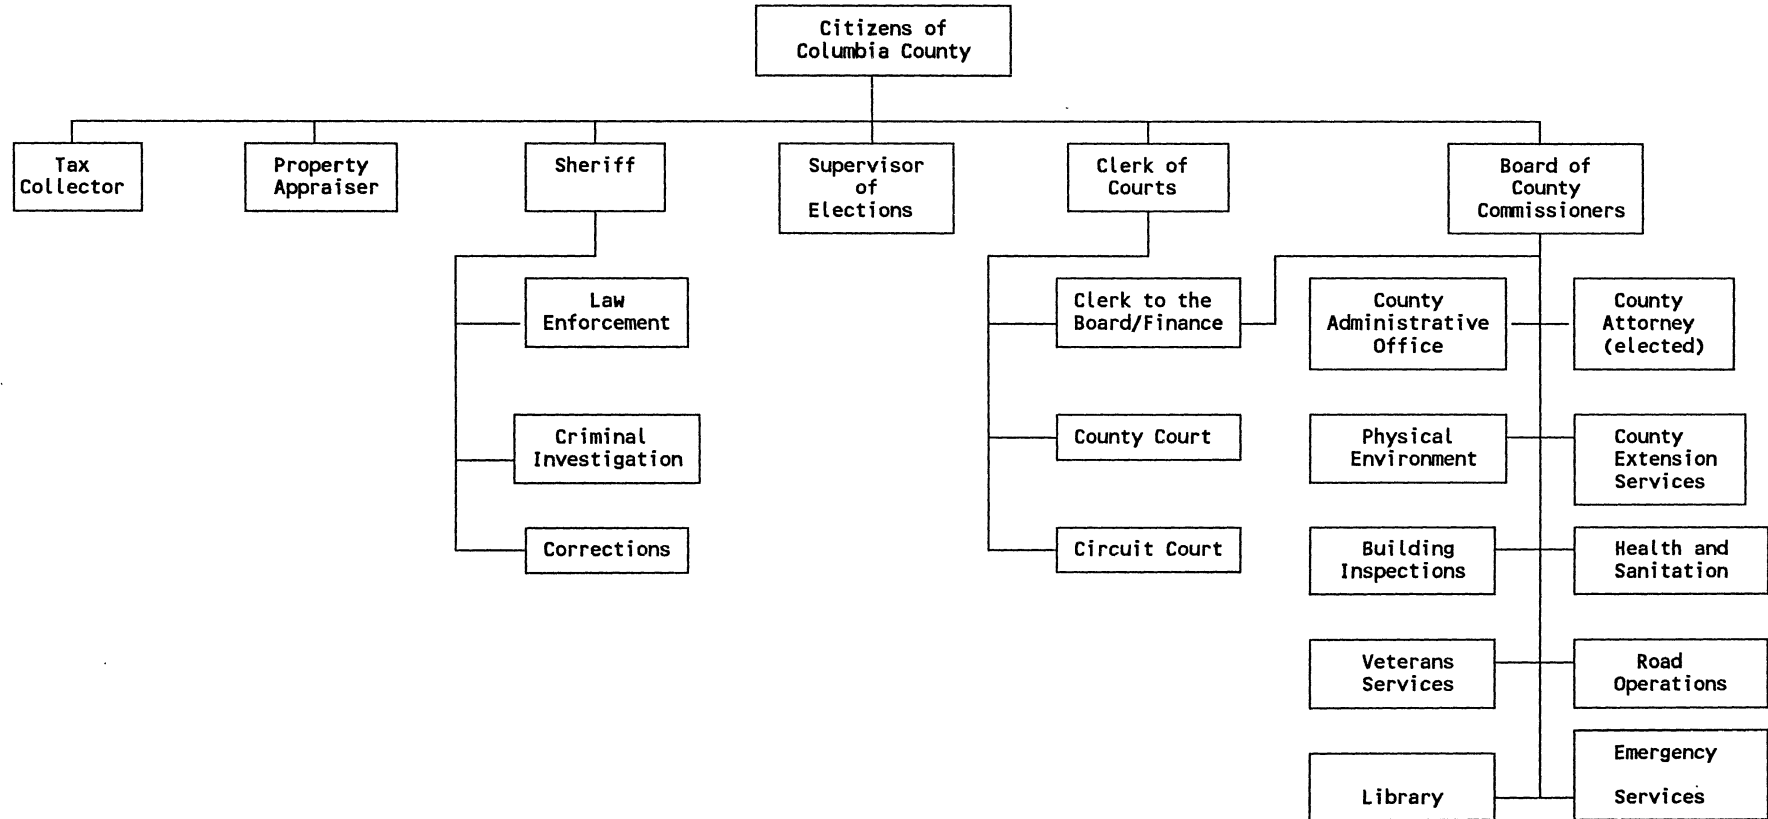 Citizens of
Columbia County
Tax
Collector
Property
Appraiser
Sheriff
Supervisor
of
Elections
Clerk of
Courts
Board of
County
Commissioners
Law
Enforcement
Clerk to the
Board/Finance
County
Administrative
Office
County
Attorney
(elected)
Criminal
Investigation
County Court
Physical
Environment
County
Extension
Services
Corrections
Circuit Court
Building
Inspections
Health and
Sanitation
Veterans
Services
Road
Operations
Library
Emergency
Services